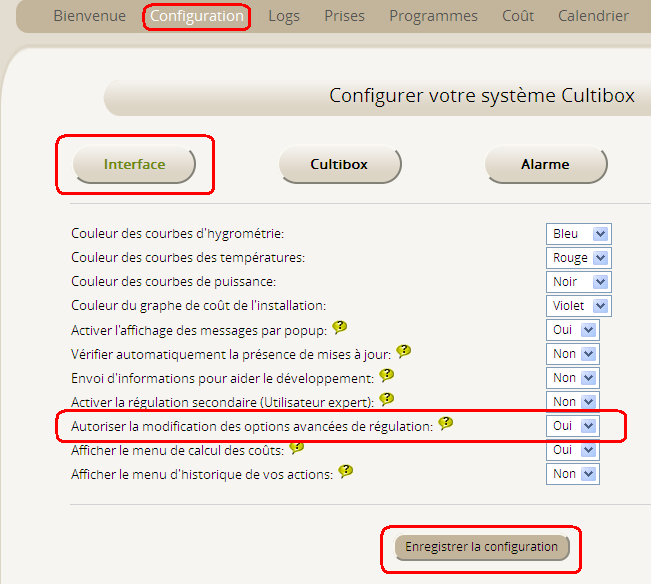 Bienvenue Configuration Logs Prises Programmes Coût Calendrier
Configurer votre système Cultibox
Interface Cultibox Alarme
Couleur des courbes d'hygrométrie: Bleu
Couleur des courbes des températures: Rouge
Couleur des courbes de puissance: Noir
Couleur du graphe de coût de l'installation: Violet
Activer l'affichage des messages par popup: ? Oui
Vérifier automatiquement la présence de mises à jour: ? Non
Envoi d'informations pour aider le développement: ? Non
Activer la régulation secondaire (Utilisateur expert): ? Non
Autoriser la modification des options avancées de régulation: ? Oui
Afficher le menu de calcul des coûts: ? Oui
Afficher le menu d'historique de vos actions: ? Non
Enregistrer la configuration